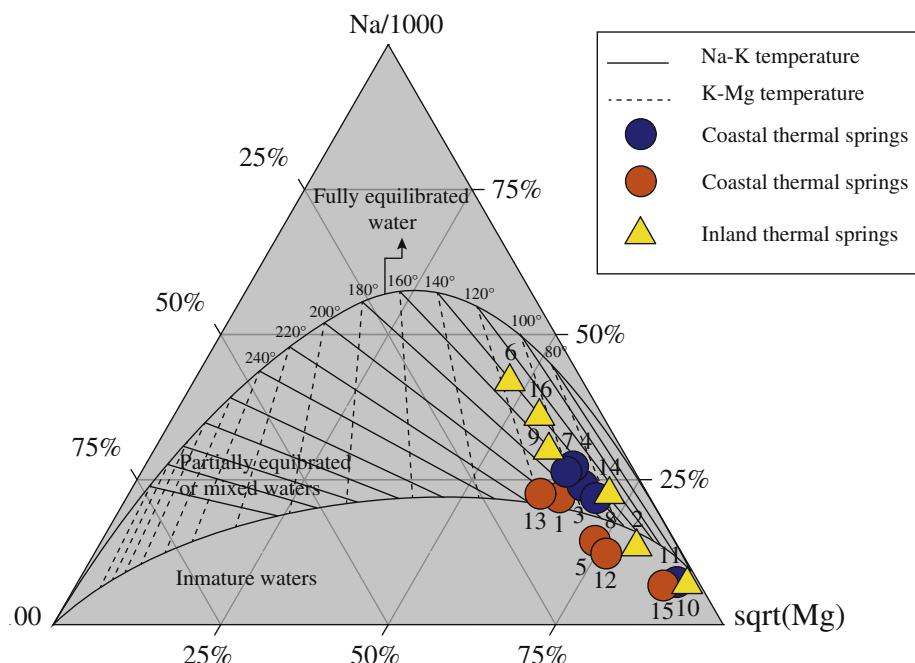 Na/1000
Na-K temperature
K-Mg temperature
Coastal thermal springs
Coastal thermal springs
Inland thermal springs
25%
75%
Fully equilibrated
water
180°
160°
140°
120°
200°
100°
50%
50%
220°
80°
240°
6
16
9
7
4
75%
Partially equibrated
or mixed waters
14
25%
13
1
3
8
2
5
12
11
Inmature waters
15
10
00
sqrt(Mg)
25%
50%
75%